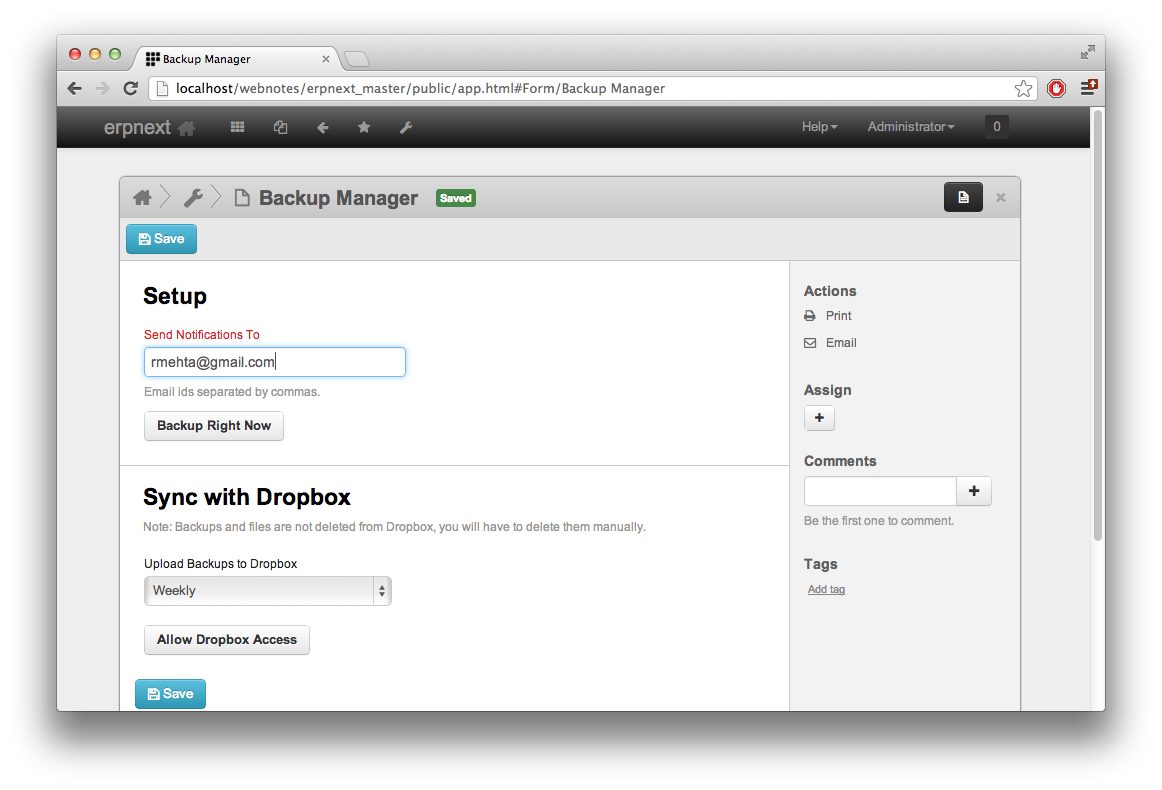 Backup Manager
localhost/webnotes/erpnext_master/public/app.html#Form/Backup Manager
erpnext Help Administrator 0
Backup Manager Saved
Save
Setup
Send Notifications To
rmehta@gmail.com
Email ids separated by commas.
Backup Right Now
Sync with Dropbox
Note: Backups and files are not deleted from Dropbox, you will have to delete them manually.
Upload Backups to Dropbox
Weekly
Allow Dropbox Access
Save
Actions
Print
Email
Assign
+
Comments
+
Be the first one to comment.
Tags
Add tag